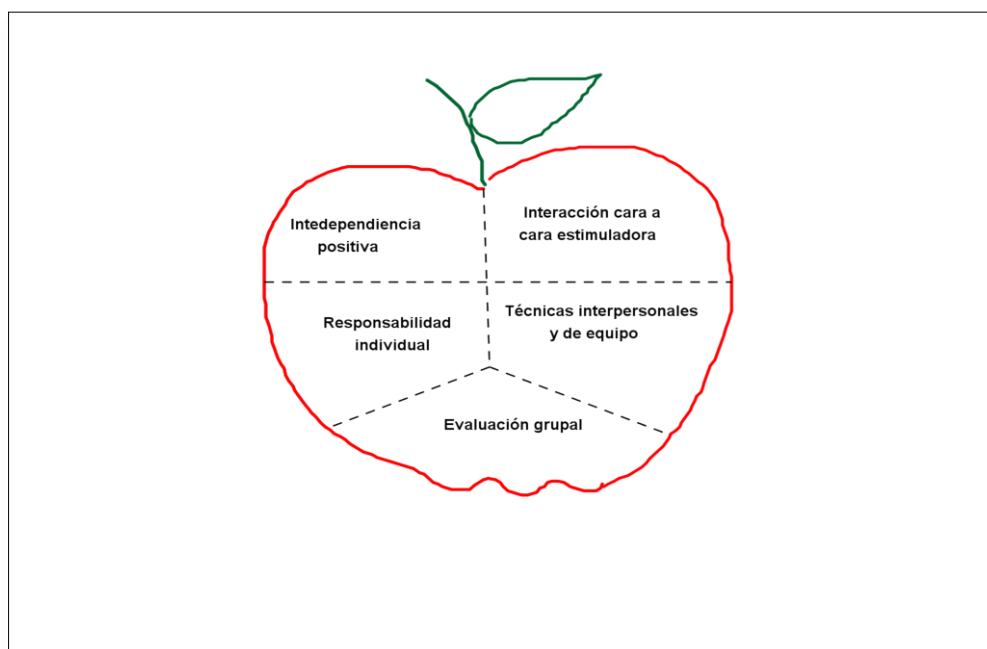 Intedependiencia
positiva
Interacción cara a
cara estimuladora
Responsabilidad
individual
Técnicas interpersonales
y de equipo
Evaluación grupal